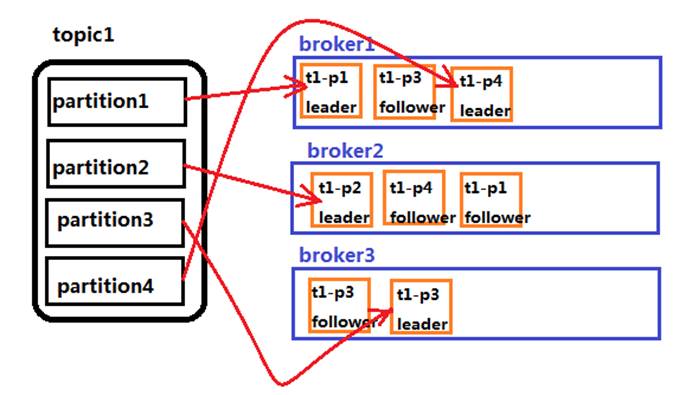 topic1
partition1
partition2
partition3
partition4
broker1
t1-p1
leader
t1-p3
follower
t1-p4
leader
broker2
t1-p2
leader
t1-p4
follower
t1-p1
follower
broker3
t1-p3
follower
t1-p3
leader